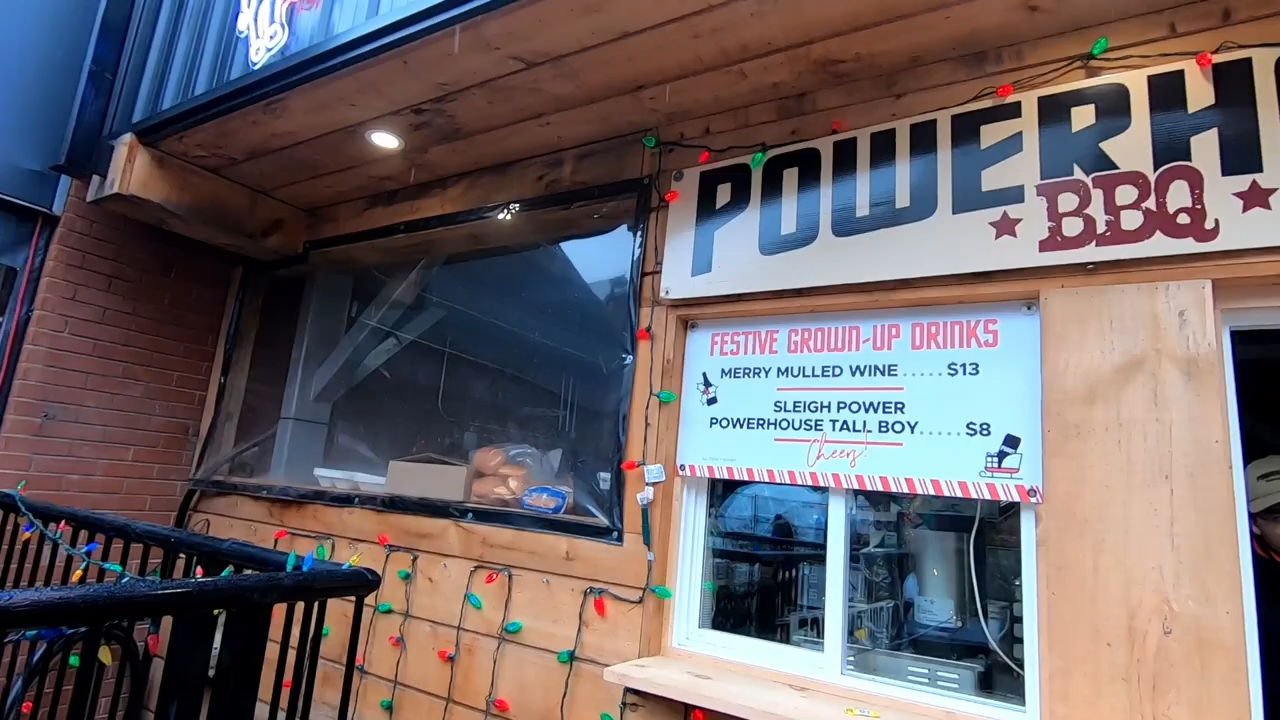 POWERH
BBQ
FESTIVE GROWN-UP DRINKS
MERRY MULLED WINE ..... $13
SLEIGH POWER
POWERHOUSE TALL BOY ..... $8
Cheers!